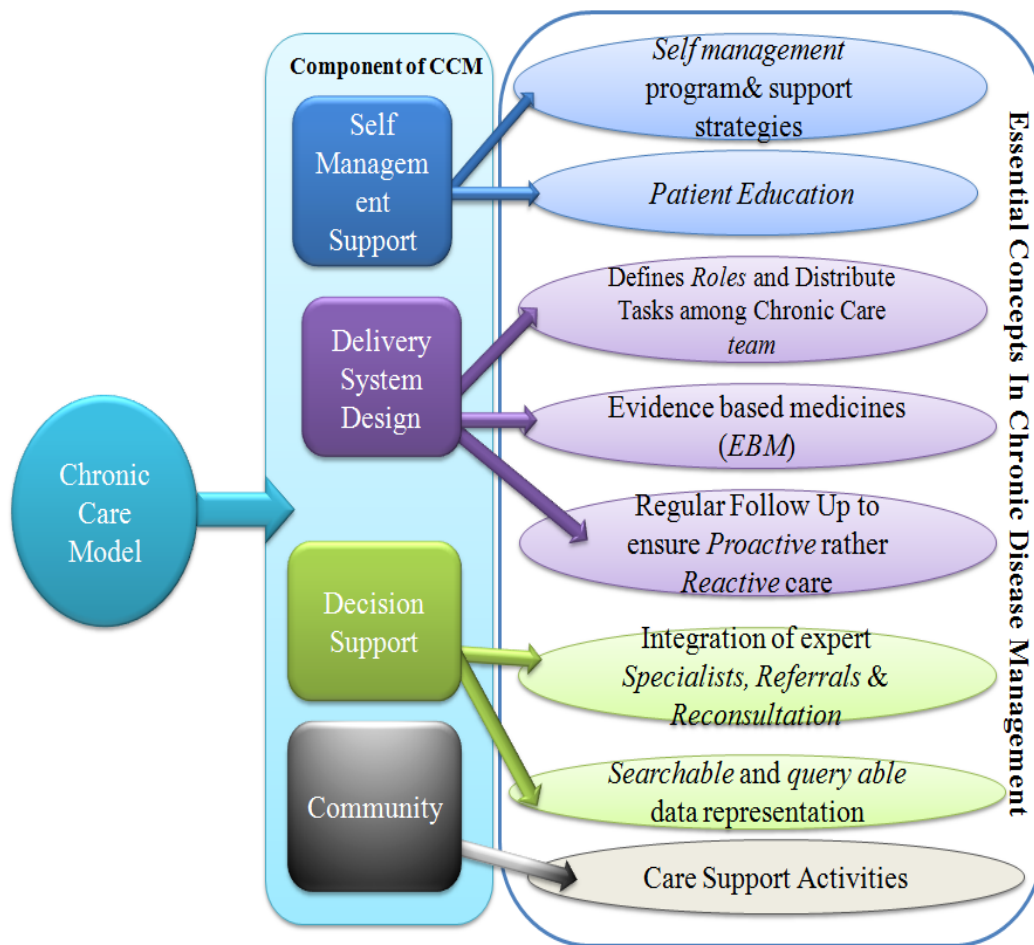 Component of CCM
Self
Managem
ent
Support
Delivery
System
Design
Chronic
Care
Model
Decision
Support
Community
Self management
program& support
strategies
Patient Education
Defines Roles and Distribute
Tasks among Chronic Care
team
Evidence based medicines
(EBM)
Regular Follow Up to
ensure Proactive rather
Reactive care
Integration of expert
Specialists, Referrals &
Reconsultation
Searchable and query able
data representation
Care Support Activities
Essential Concepts In Chronic Disease Management